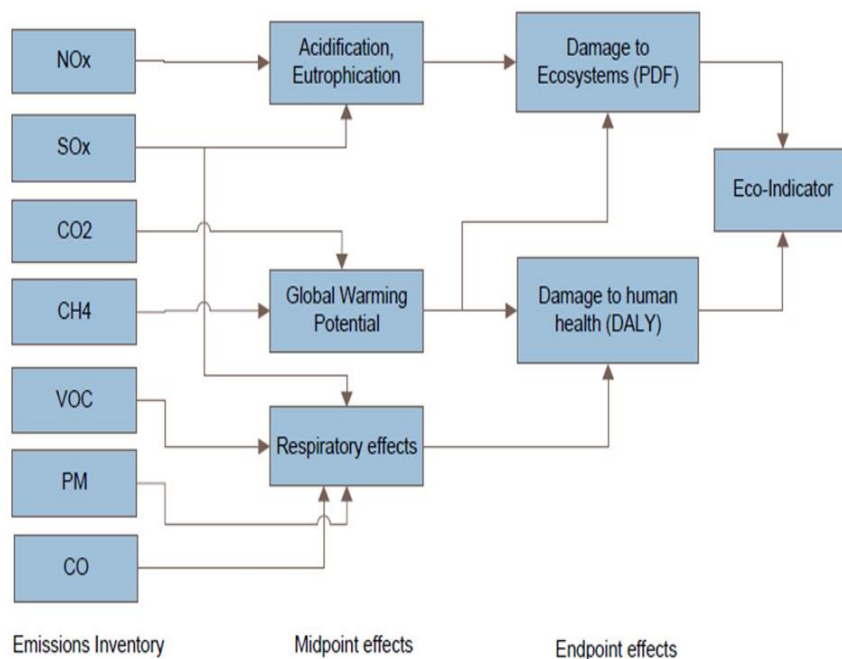 NOx
Acidification,
Eutrophication
Damage to
Ecosystems (PDF)
SOx
Eco-Indicator
CO2
CH4
Global Warming
Potential
Damage to human
health (DALY)
VOC
Respiratory effects
PM
CO
Emissions Inventory
Midpoint effects
Endpoint effects